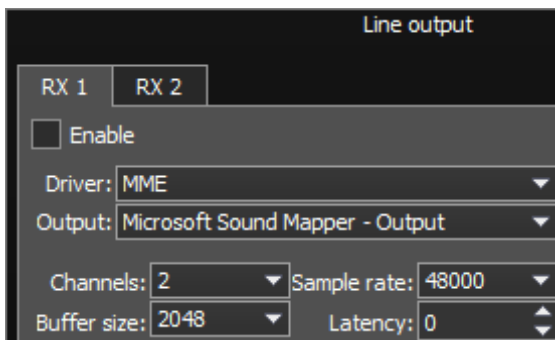 Line output
RX 1 RX 2
Enable
Driver: MME
Output: Microsoft Sound Mapper - Output
Channels: 2 Sample rate: 48000
Buffer size: 2048 Latency: 0